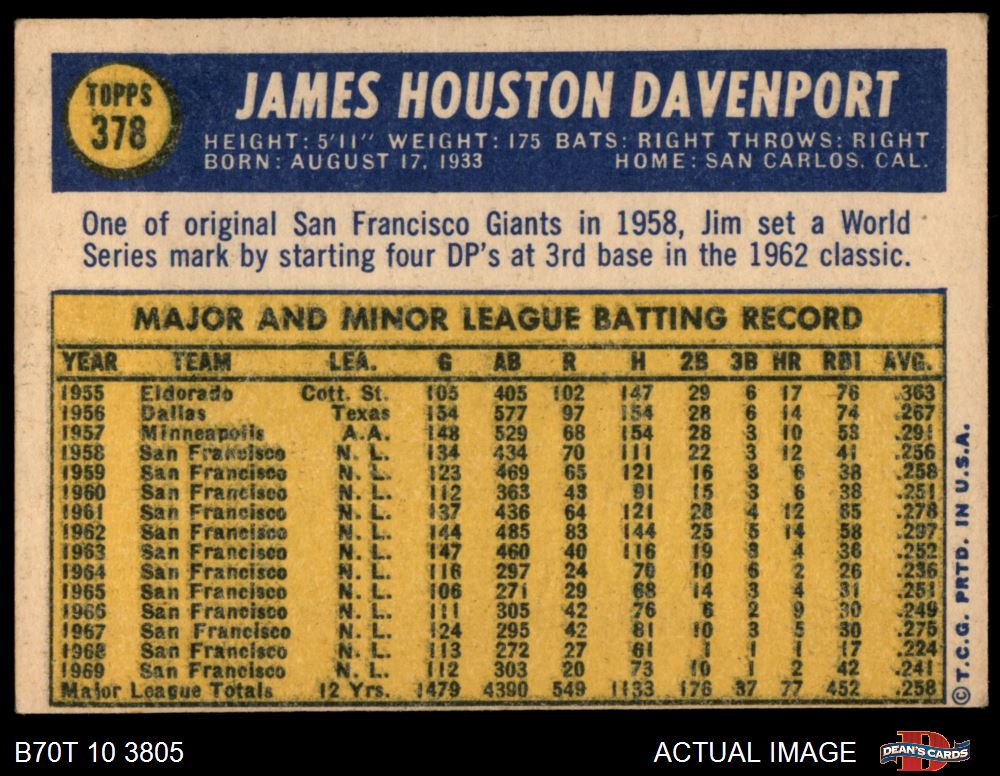 TOPPS
378
JAMES HOUSTON DAVENPORT
HEIGHT: 5'11" WEIGHT: 175 BATS: RIGHT THROWS: RIGHT
BORN: AUGUST 17, 1933 HOME: SAN CARLOS, CAL.
One of original San Francisco Giants in 1958, Jim set a World
Series mark by starting four DP's at 3rd base in the 1962 classic.
MAJOR AND MINOR LEAGUE BATTING RECORD
YEAR TEAM LEA. G AB R H 2B 3B HR RBI AVG.
1955 Eldorado Cott. St. 105 405 102 147 29 6 17 76 .363
1956 Dallas Texas 154 577 97 154 28 6 14 74 .267
1957 Minneapolis A.A. 148 529 68 154 28 3 10 53 .291
1958 San Francisco N. L. 134 434 70 111 22 3 12 41 .256
1959 San Francisco N. L. 123 469 65 121 16 3 6 38 .258
1960 San Francisco N. L. 112 363 43 91 15 3 6 38 .251
1961 San Francisco N. L. 137 436 64 121 28 4 12 65 .278
1962 San Francisco N. L. 144 485 83 144 25 5 14 58 .297
1963 San Francisco N. L. 147 460 40 116 19 3 4 36 .252
1964 San Francisco N. L. 116 297 24 70 10 6 2 26 .236
1965 San Francisco N. L. 106 271 29 68 14 3 4 31 .251
1966 San Francisco N. L. 111 305 42 76 6 2 9 30 .249
1967 San Francisco N. L. 124 295 42 81 10 3 5 30 .275
1968 San Francisco N. L. 113 272 27 61 1 1 1 17 .224
1969 San Francisco N. L. 112 303 20 73 10 1 2 42 .241
Major League Totals 12 Yrs. 1479 4390 549 1133 176 37 77 452 .258
© T.C.G. PRTD. IN U.S.A.
B70T 10 3805 ACTUAL IMAGE
D
DEAN'S CARDS